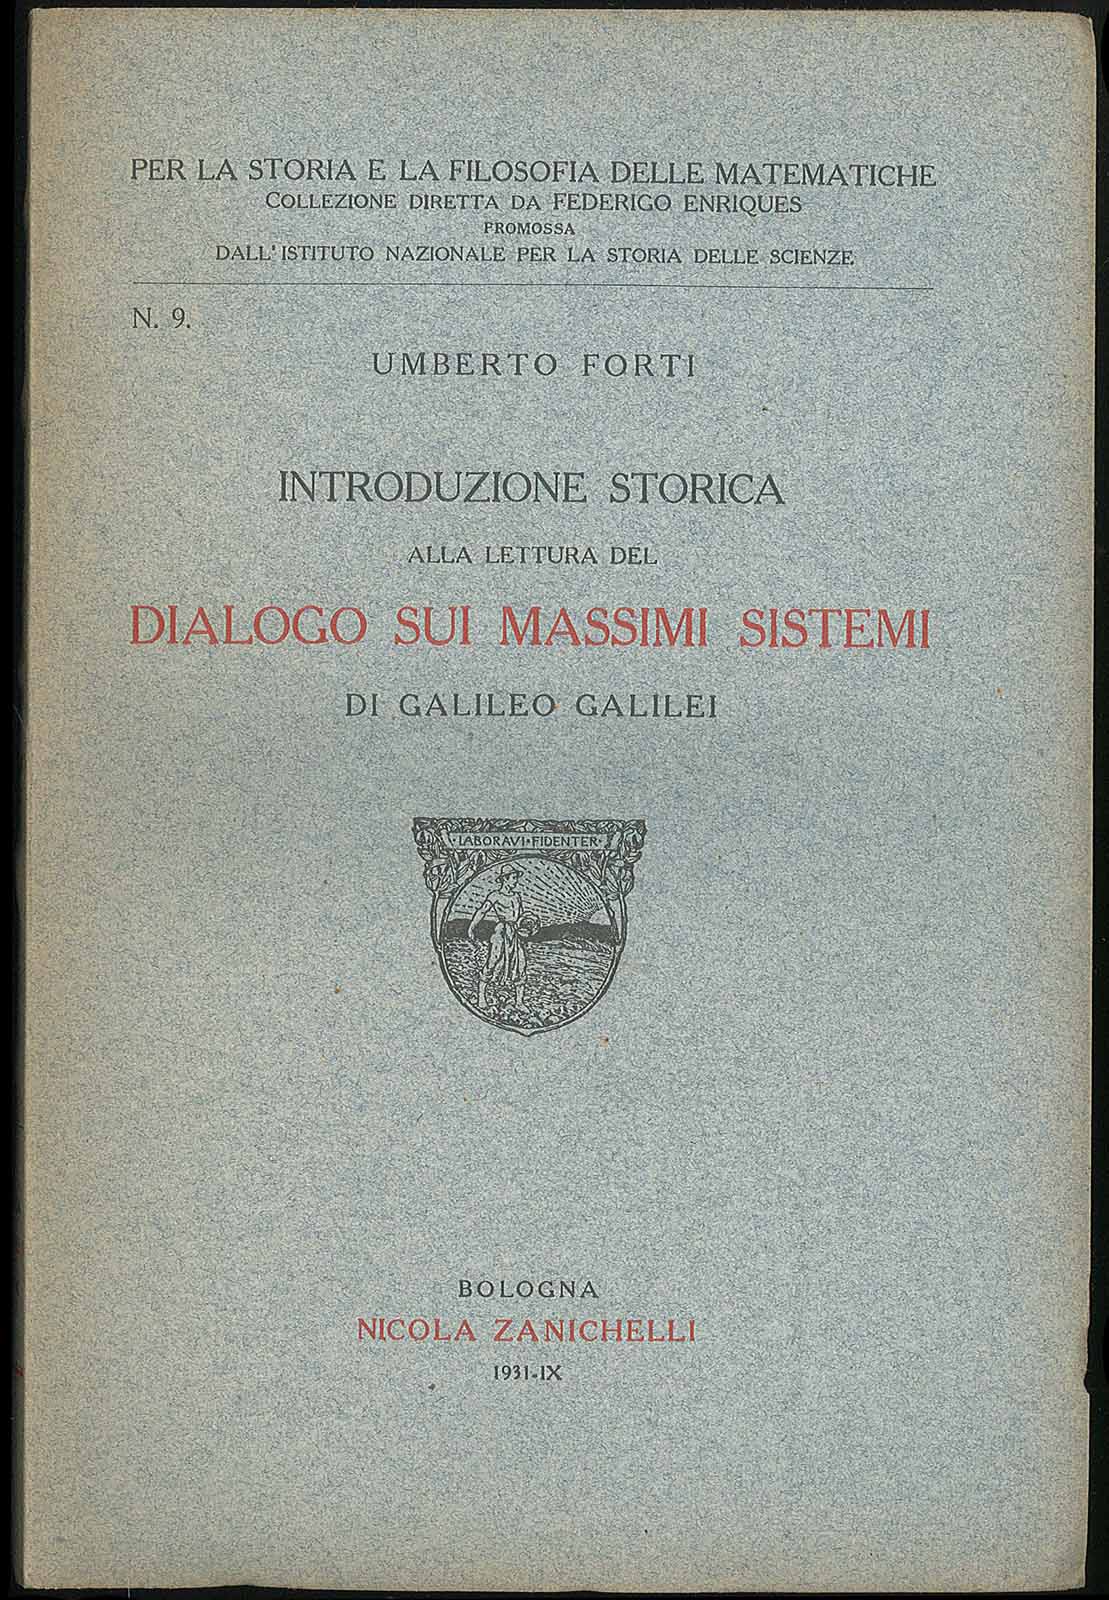 PER LA STORIA E LA FILOSOFIA DELLE MATEMATICHE
COLLEZIONE DIRETTA DA FEDERIGO ENRIQUES
PROMOSSA
DALL'ISTITUTO NAZIONALE PER LA STORIA DELLE SCIENZE
N. 9.
UMBERTO FORTI
INTRODUZIONE STORICA
ALLA LETTURA DEL
DIALOGO SUI MASSIMI SISTEMI
DI GALILEO GALILEI
·LABORAVI·FIDENTER·
BOLOGNA
NICOLA ZANICHELLI
1931-IX